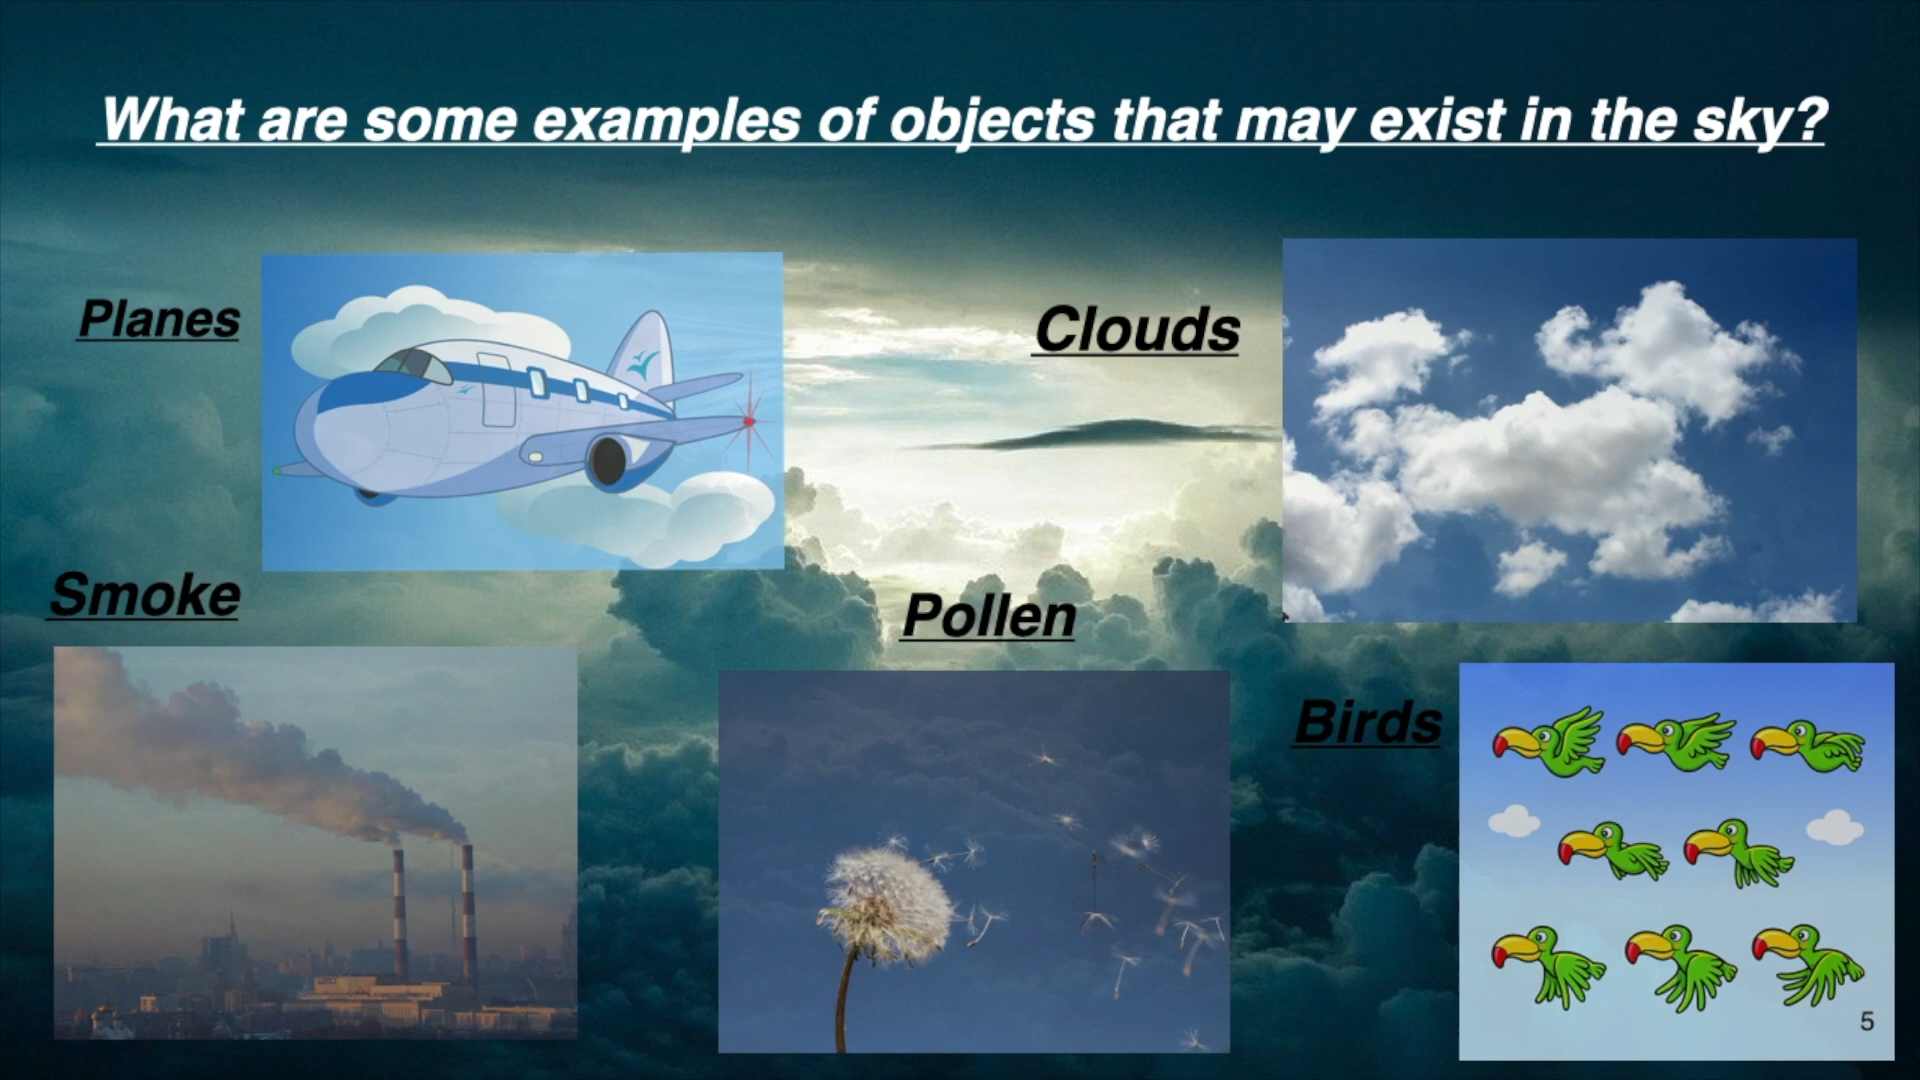 What are some examples of objects that may exist in the sky?
Planes
Clouds
Smoke
Pollen
Birds
5